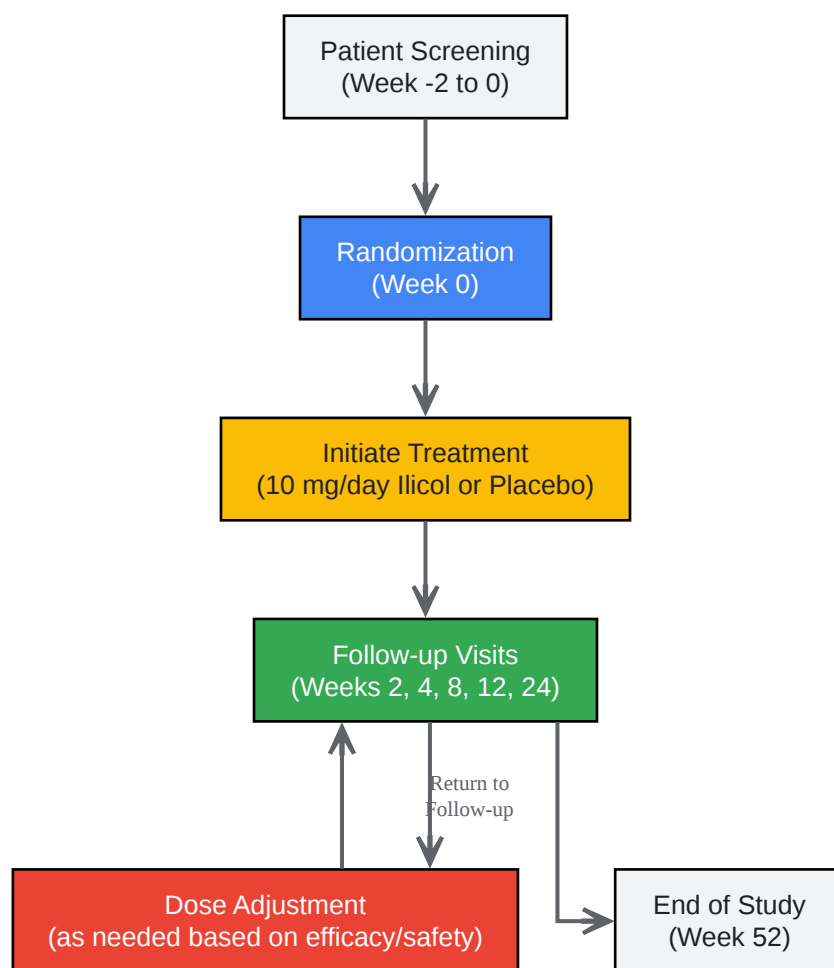 Patient Screening
(Week -2 to 0)
Randomization
(Week 0)
Initiate Treatment
(10 mg/day Ilicol or Placebo)
Follow-up Visits
(Weeks 2, 4, 8, 12, 24)
Return to
Follow-up
Dose Adjustment
(as needed based on efficacy/safety)
End of Study
(Week 52)